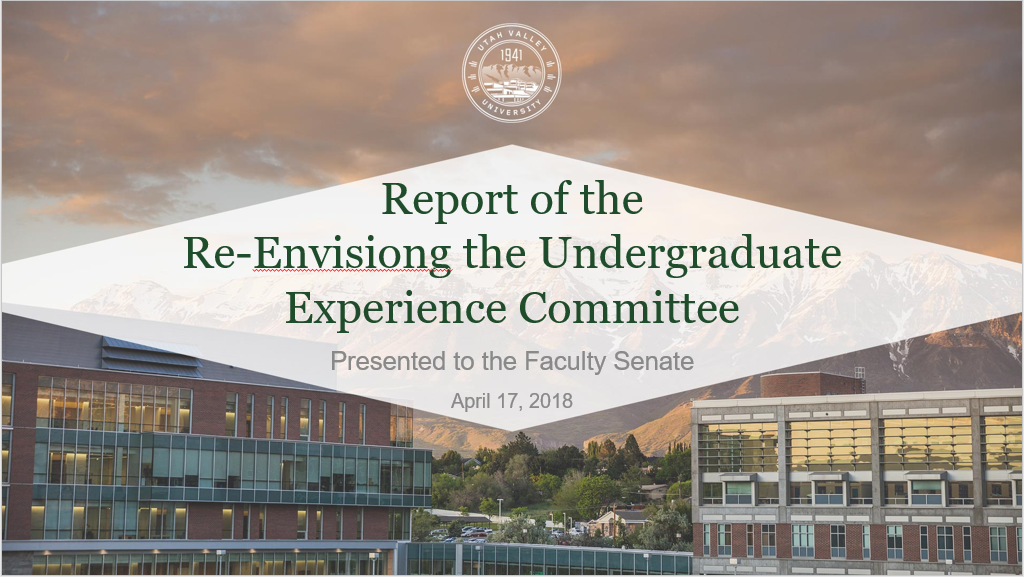 UTAH VALLEY
1941
UNIVERSITY
Report of the
Re-Envisiong the Undergraduate
Experience Committee
Presented to the Faculty Senate
April 17, 2018